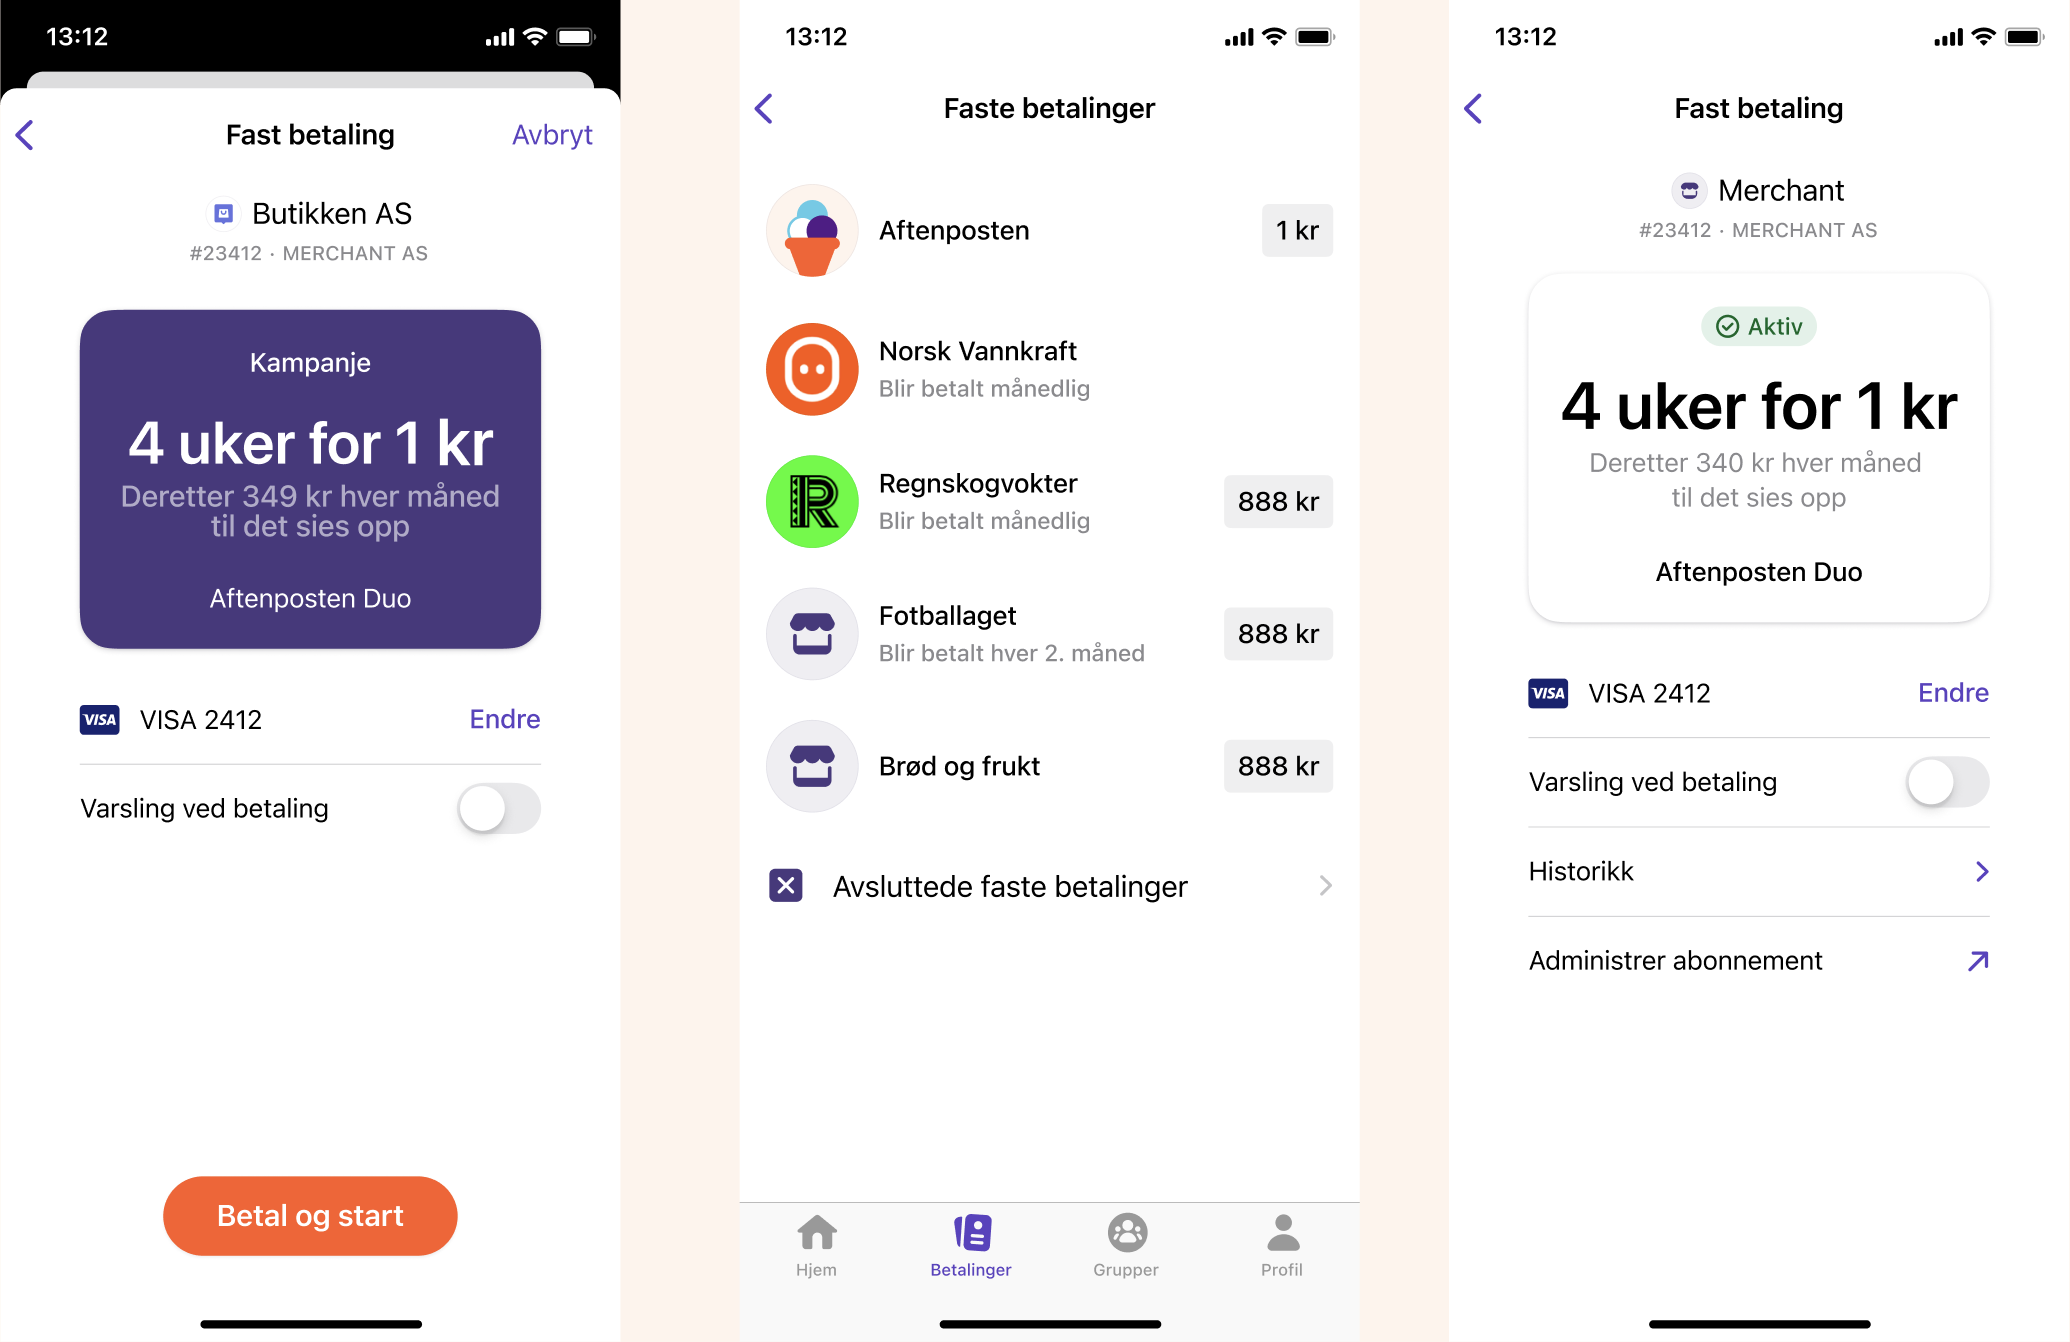 13:12
Fast betaling
Avbryt
Butikken AS
#23412 · MERCHANT AS
Kampanje
4 uker for 1 kr
Deretter 349 kr hver måned
til det sies opp
Aftenposten Duo
VISA
VISA 2412
Endre
Varsling ved betaling
Betal og start
13:12
Faste betalinger
Aftenposten
1 kr
Norsk Vannkraft
Blir betalt månedlig
R
Regnskogvokter
Blir betalt månedlig
888 kr
Fotballaget
Blir betalt hver 2. måned
888 kr
Brød og frukt
888 kr
Avsluttede faste betalinger
Hjem
Betalinger
Grupper
Profil
13:12
Fast betaling
Merchant
#23412 · MERCHANT AS
Aktiv
4 uker for 1 kr
Deretter 340 kr hver måned
til det sies opp
Aftenposten Duo
VISA
VISA 2412
Endre
Varsling ved betaling
Historikk
Administrer abonnement